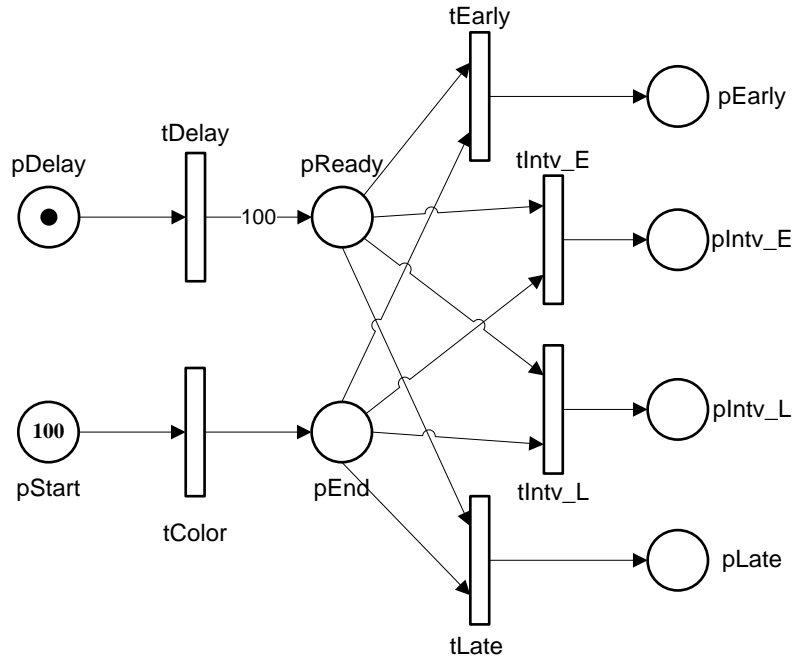 tEarly
pEarly
tDelay
pDelay
pReady
tIntv_E
100
pIntv_E
100
pIntv_L
pStart
pEnd
tIntv_L
tColor
pLate
tLate